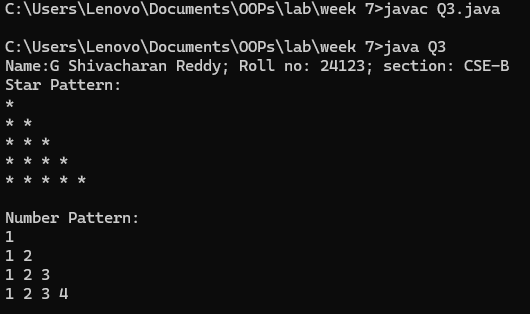 C:\Users\Lenovo\Documents\OOPs\lab\week 7>javac Q3.java
C:\Users\Lenovo\Documents\OOPs\lab\week 7>java Q3
Name:G Shivacharan Reddy; Roll no: 24123; section: CSE-B
Star Pattern:
*
* *
* * *
* * * *
* * * * *
Number Pattern:
1
1 2
1 2 3
1 2 3 4